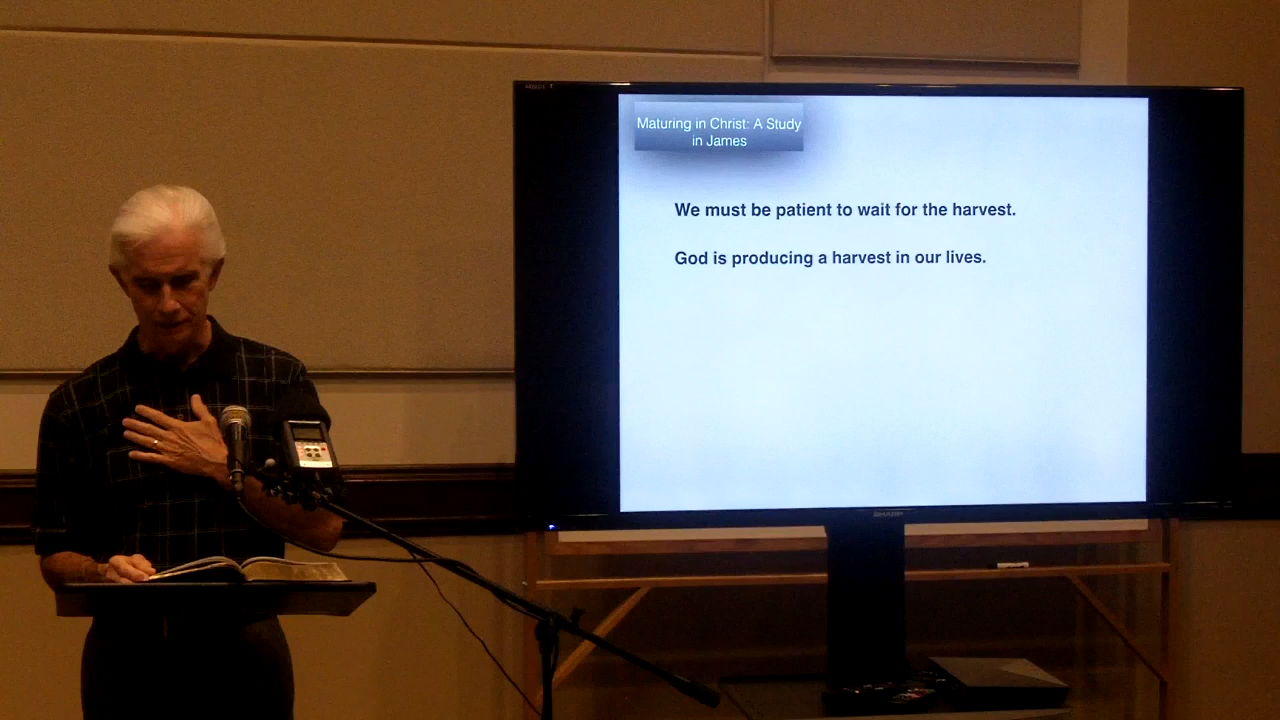 Maturing in Christ: A Study
in James
We must be patient to wait for the harvest.
God is producing a harvest in our lives.
SHARP